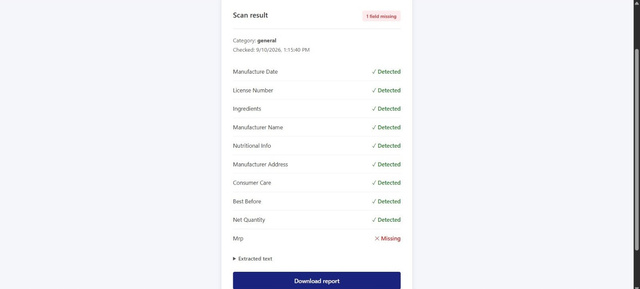 Scan result
1 field missing
Category: general
Checked: 9/10/2026, 1:15:40 PM
Manufacture Date ✓ Detected
License Number ✓ Detected
Ingredients ✓ Detected
Manufacturer Name ✓ Detected
Nutritional Info ✓ Detected
Manufacturer Address ✓ Detected
Consumer Care ✓ Detected
Best Before ✓ Detected
Net Quantity ✓ Detected
Mrp ✕ Missing
▶ Extracted text
Download report